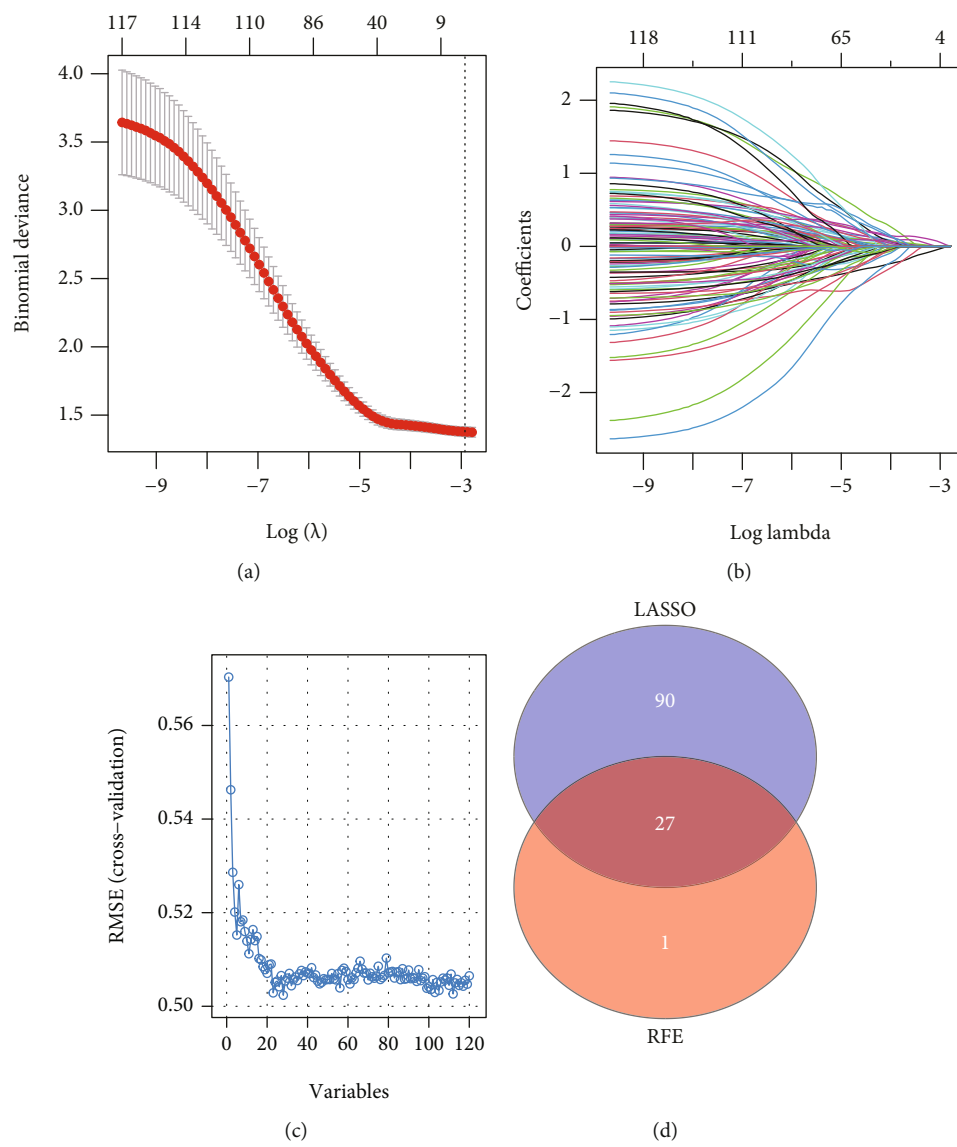 117 114 110 86 40 9
4.0
3.5
3.0
2.5
2.0
1.5
Binomial deviance
−9 −7 −5 −3
Log (λ)
(a)
118 111 65 4
2
1
0
−1
−2
Coefficients
−9 −7 −5 −3
Log lambda
(b)
0.56
0.54
0.52
0.50
RMSE (cross−validation)
0 20 40 60 80 100 120
Variables
(c)
LASSO
90
27
1
RFE
(d)